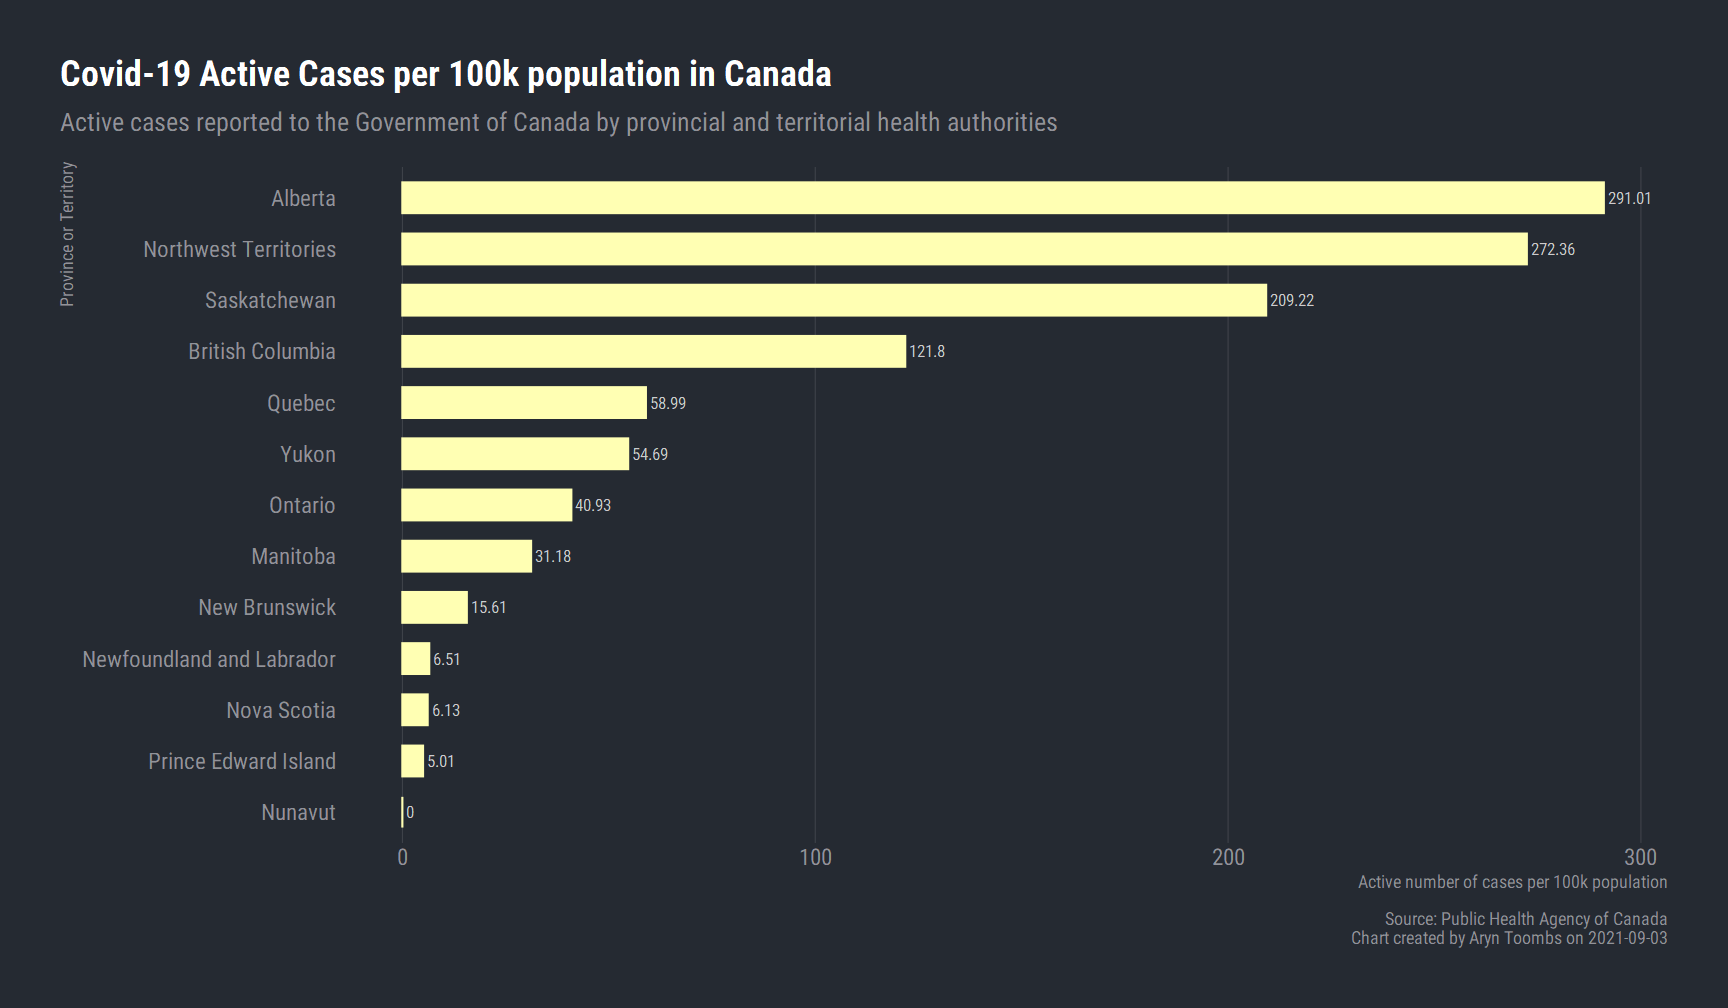 Covid-19 Active Cases per 100k population in Canada
Active cases reported to the Government of Canada by provincial and territorial health authorities
Province or Territory
Alberta 291.01
Northwest Territories 272.36
Saskatchewan 209.22
British Columbia 121.8
Quebec 58.99
Yukon 54.69
Ontario 40.93
Manitoba 31.18
New Brunswick 15.61
Newfoundland and Labrador 6.51
Nova Scotia 6.13
Prince Edward Island 5.01
Nunavut 0
0 100 200 300
Active number of cases per 100k population
Source: Public Health Agency of Canada
Chart created by Aryn Toombs on 2021-09-03